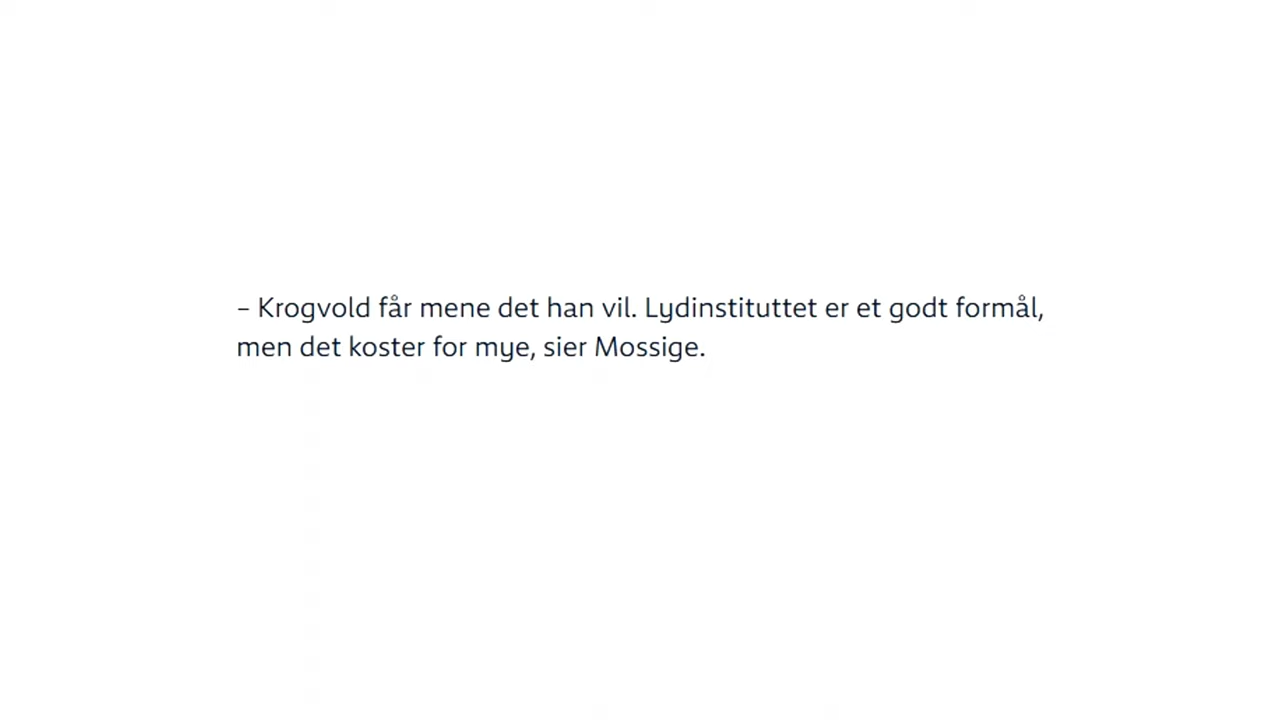 – Krogvold får mene det han vil. Lydinstituttet er et godt formål,
men det koster for mye, sier Mossige.